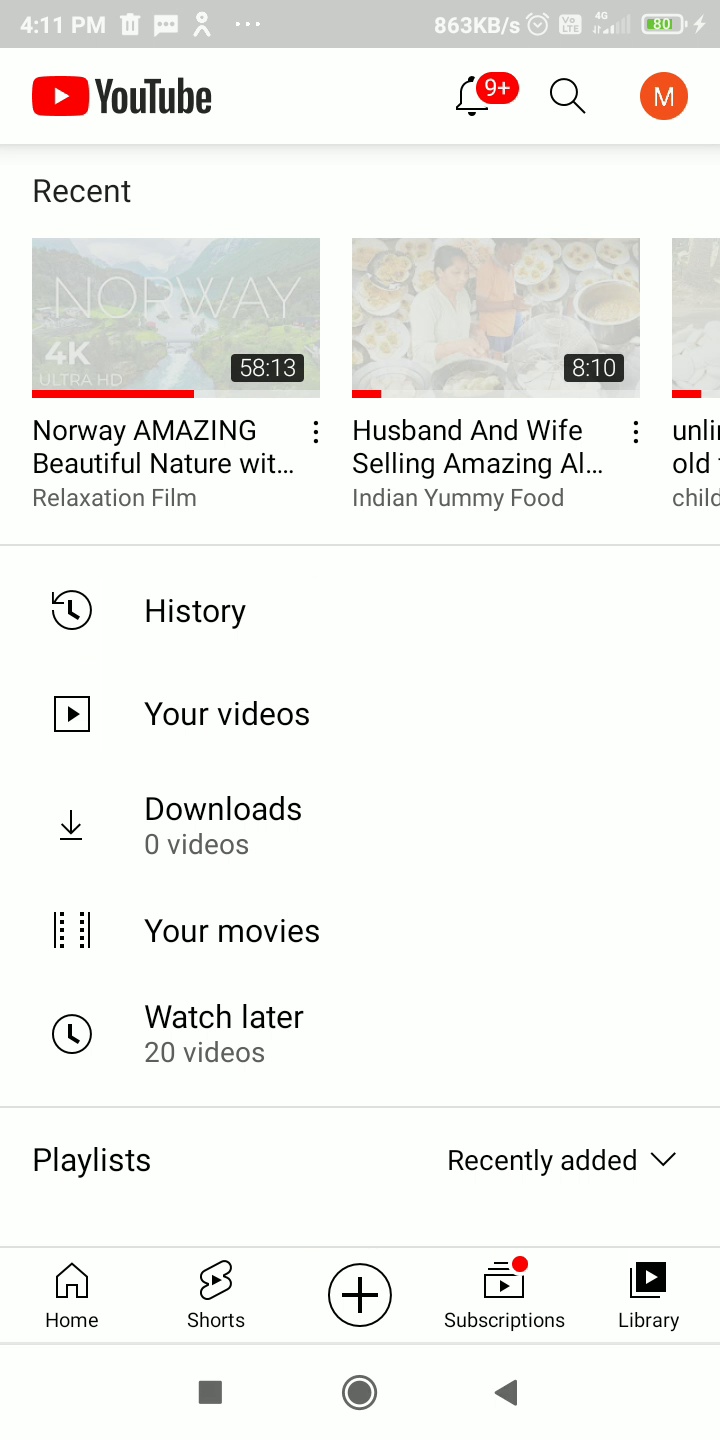 4:11 PM
863KB/s
Vo LTE
4G
80
YouTube
9+
M
Recent
NORWAY
4K
ULTRA HD
58:13
8:10
Norway AMAZING
Beautiful Nature wit...
Relaxation Film
Husband And Wife
Selling Amazing Al...
Indian Yummy Food
unli
old
child
History
Your videos
Downloads
0 videos
Your movies
Watch later
20 videos
Playlists
Recently added
Home
Shorts
Subscriptions
Library